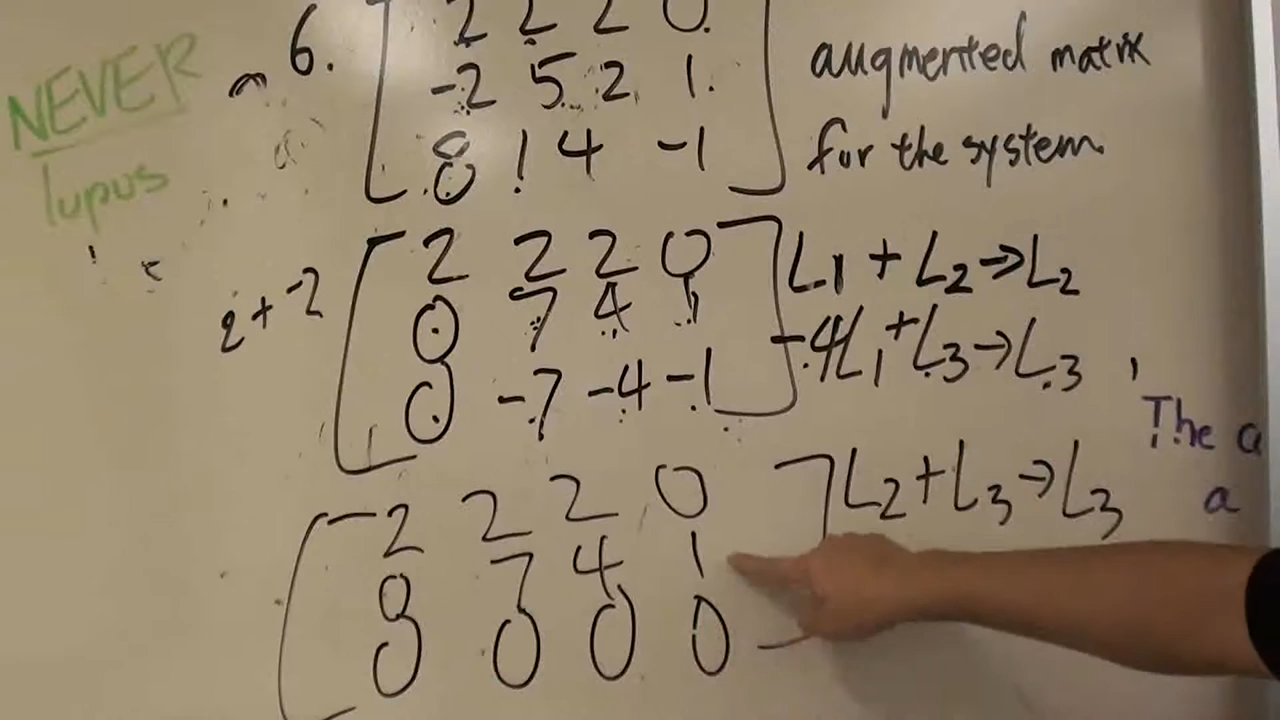 NEVER
lupus
6.
2 2 2 0
-2 5 2 1
8 1 4 -1
augmented matrix
for the system.
2+-2
2 2 2 0
0 7 4 1
0 -7 -4 -1
L1 + L2 → L2
-4L1 + L3 → L3
The a
a
2 2 2 0
0 7 4 1
0 0 0 0
L2 + L3 → L3